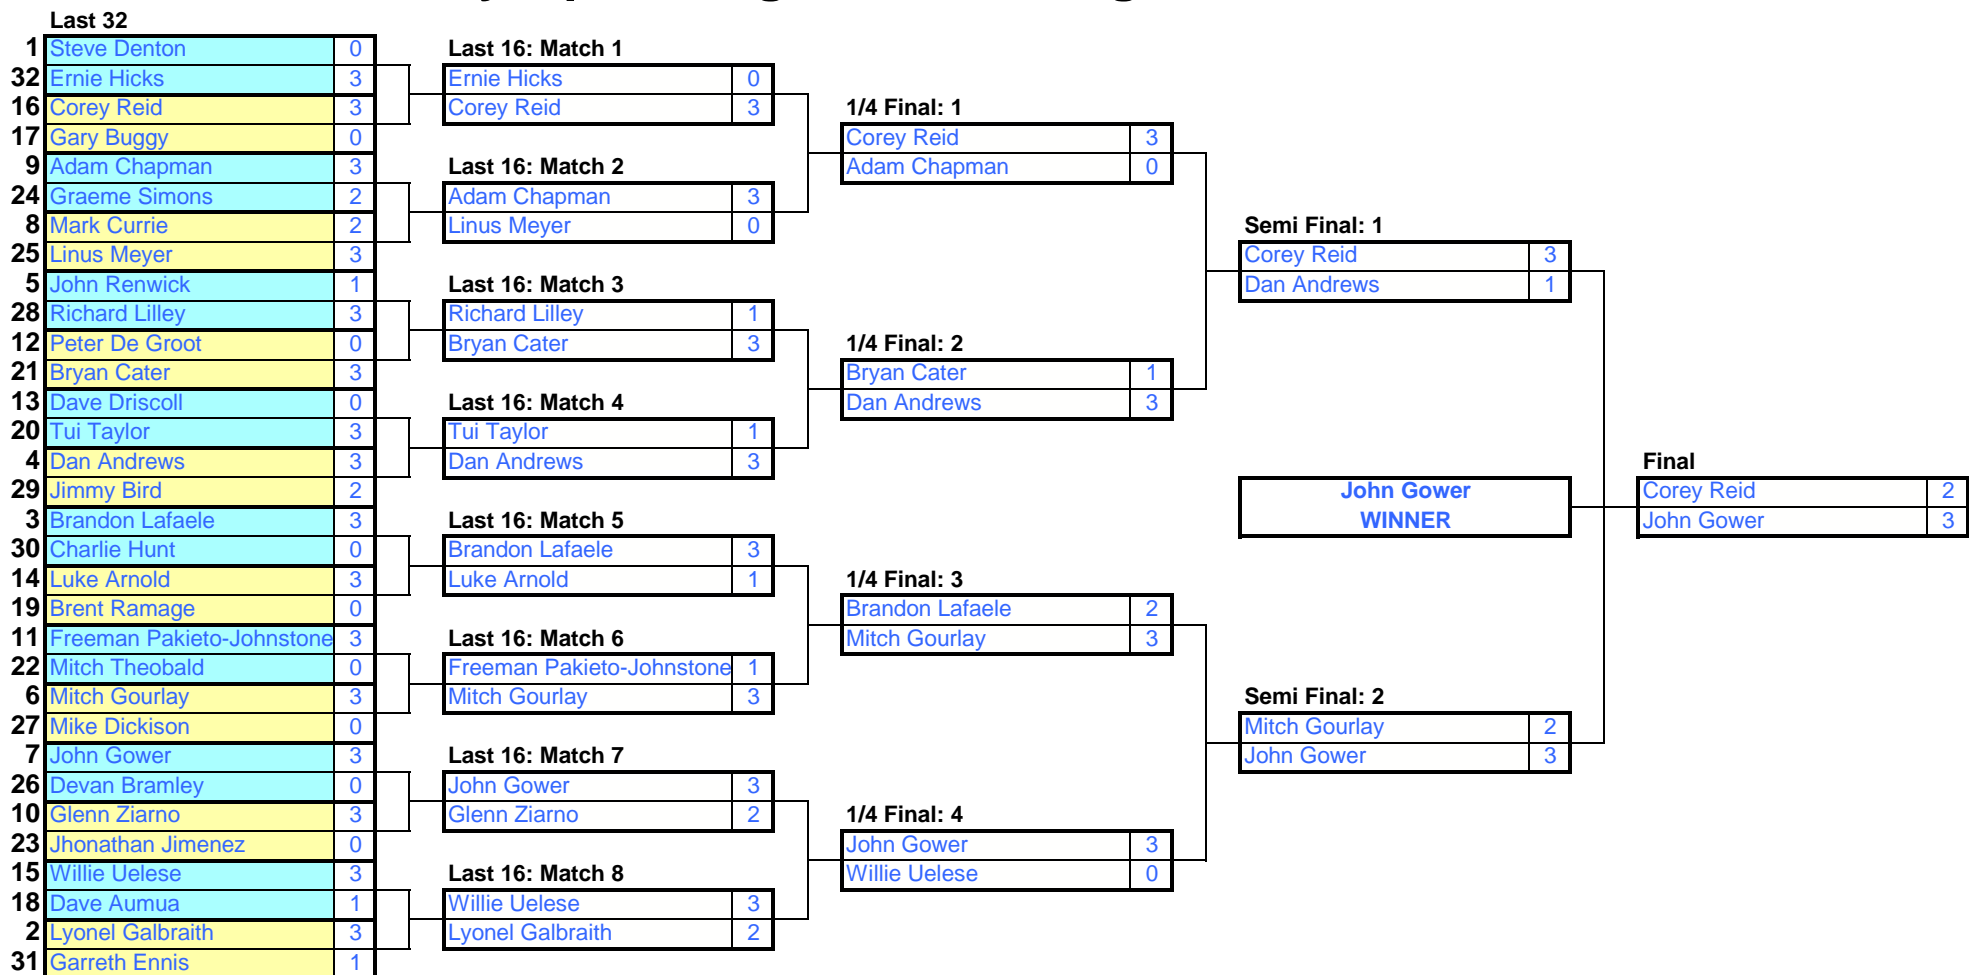 Last 32
1 Steve Denton 0
32 Ernie Hicks 3
16 Corey Reid 3
17 Gary Buggy 0
9 Adam Chapman 3
24 Graeme Simons 2
8 Mark Currie 2
25 Linus Meyer 3
5 John Renwick 1
28 Richard Lilley 3
12 Peter De Groot 0
21 Bryan Cater 3
13 Dave Driscoll 0
20 Tui Taylor 3
4 Dan Andrews 3
29 Jimmy Bird 2
3 Brandon Lafaele 3
30 Charlie Hunt 0
14 Luke Arnold 3
19 Brent Ramage 0
11 Freeman Pakieto-Johnstone 3
22 Mitch Theobald 0
6 Mitch Gourlay 3
27 Mike Dickison 0
7 John Gower 3
26 Devan Bramley 0
10 Glenn Ziarno 3
23 Jhonathan Jimenez 0
15 Willie Uelese 3
18 Dave Aumua 1
2 Lyonel Galbraith 3
31 Garreth Ennis 1
Last 16: Match 1
Ernie Hicks 0
Corey Reid 3
Last 16: Match 2
Adam Chapman 3
Linus Meyer 0
Last 16: Match 3
Richard Lilley 1
Bryan Cater 3
Last 16: Match 4
Tui Taylor 1
Dan Andrews 3
Last 16: Match 5
Brandon Lafaele 3
Luke Arnold 1
Last 16: Match 6
Freeman Pakieto-Johnstone 1
Mitch Gourlay 3
Last 16: Match 7
John Gower 3
Glenn Ziarno 2
Last 16: Match 8
Willie Uelese 3
Lyonel Galbraith 2
1/4 Final: 1
Corey Reid 3
Adam Chapman 0
1/4 Final: 2
Bryan Cater 1
Dan Andrews 3
1/4 Final: 3
Brandon Lafaele 2
Mitch Gourlay 3
1/4 Final: 4
John Gower 3
Willie Uelese 0
Semi Final: 1
Corey Reid 3
Dan Andrews 1
John Gower
WINNER
Semi Final: 2
Mitch Gourlay 2
John Gower 3
Final
Corey Reid 2
John Gower 3